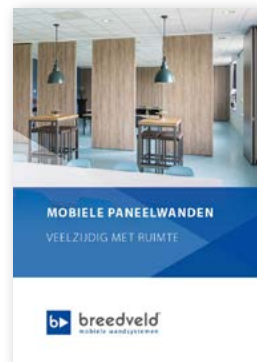 MOBIELE PANEELWANDEN
VEELZIJDIG MET RUIMTE
b
breedveld
mobiele wandsystemen